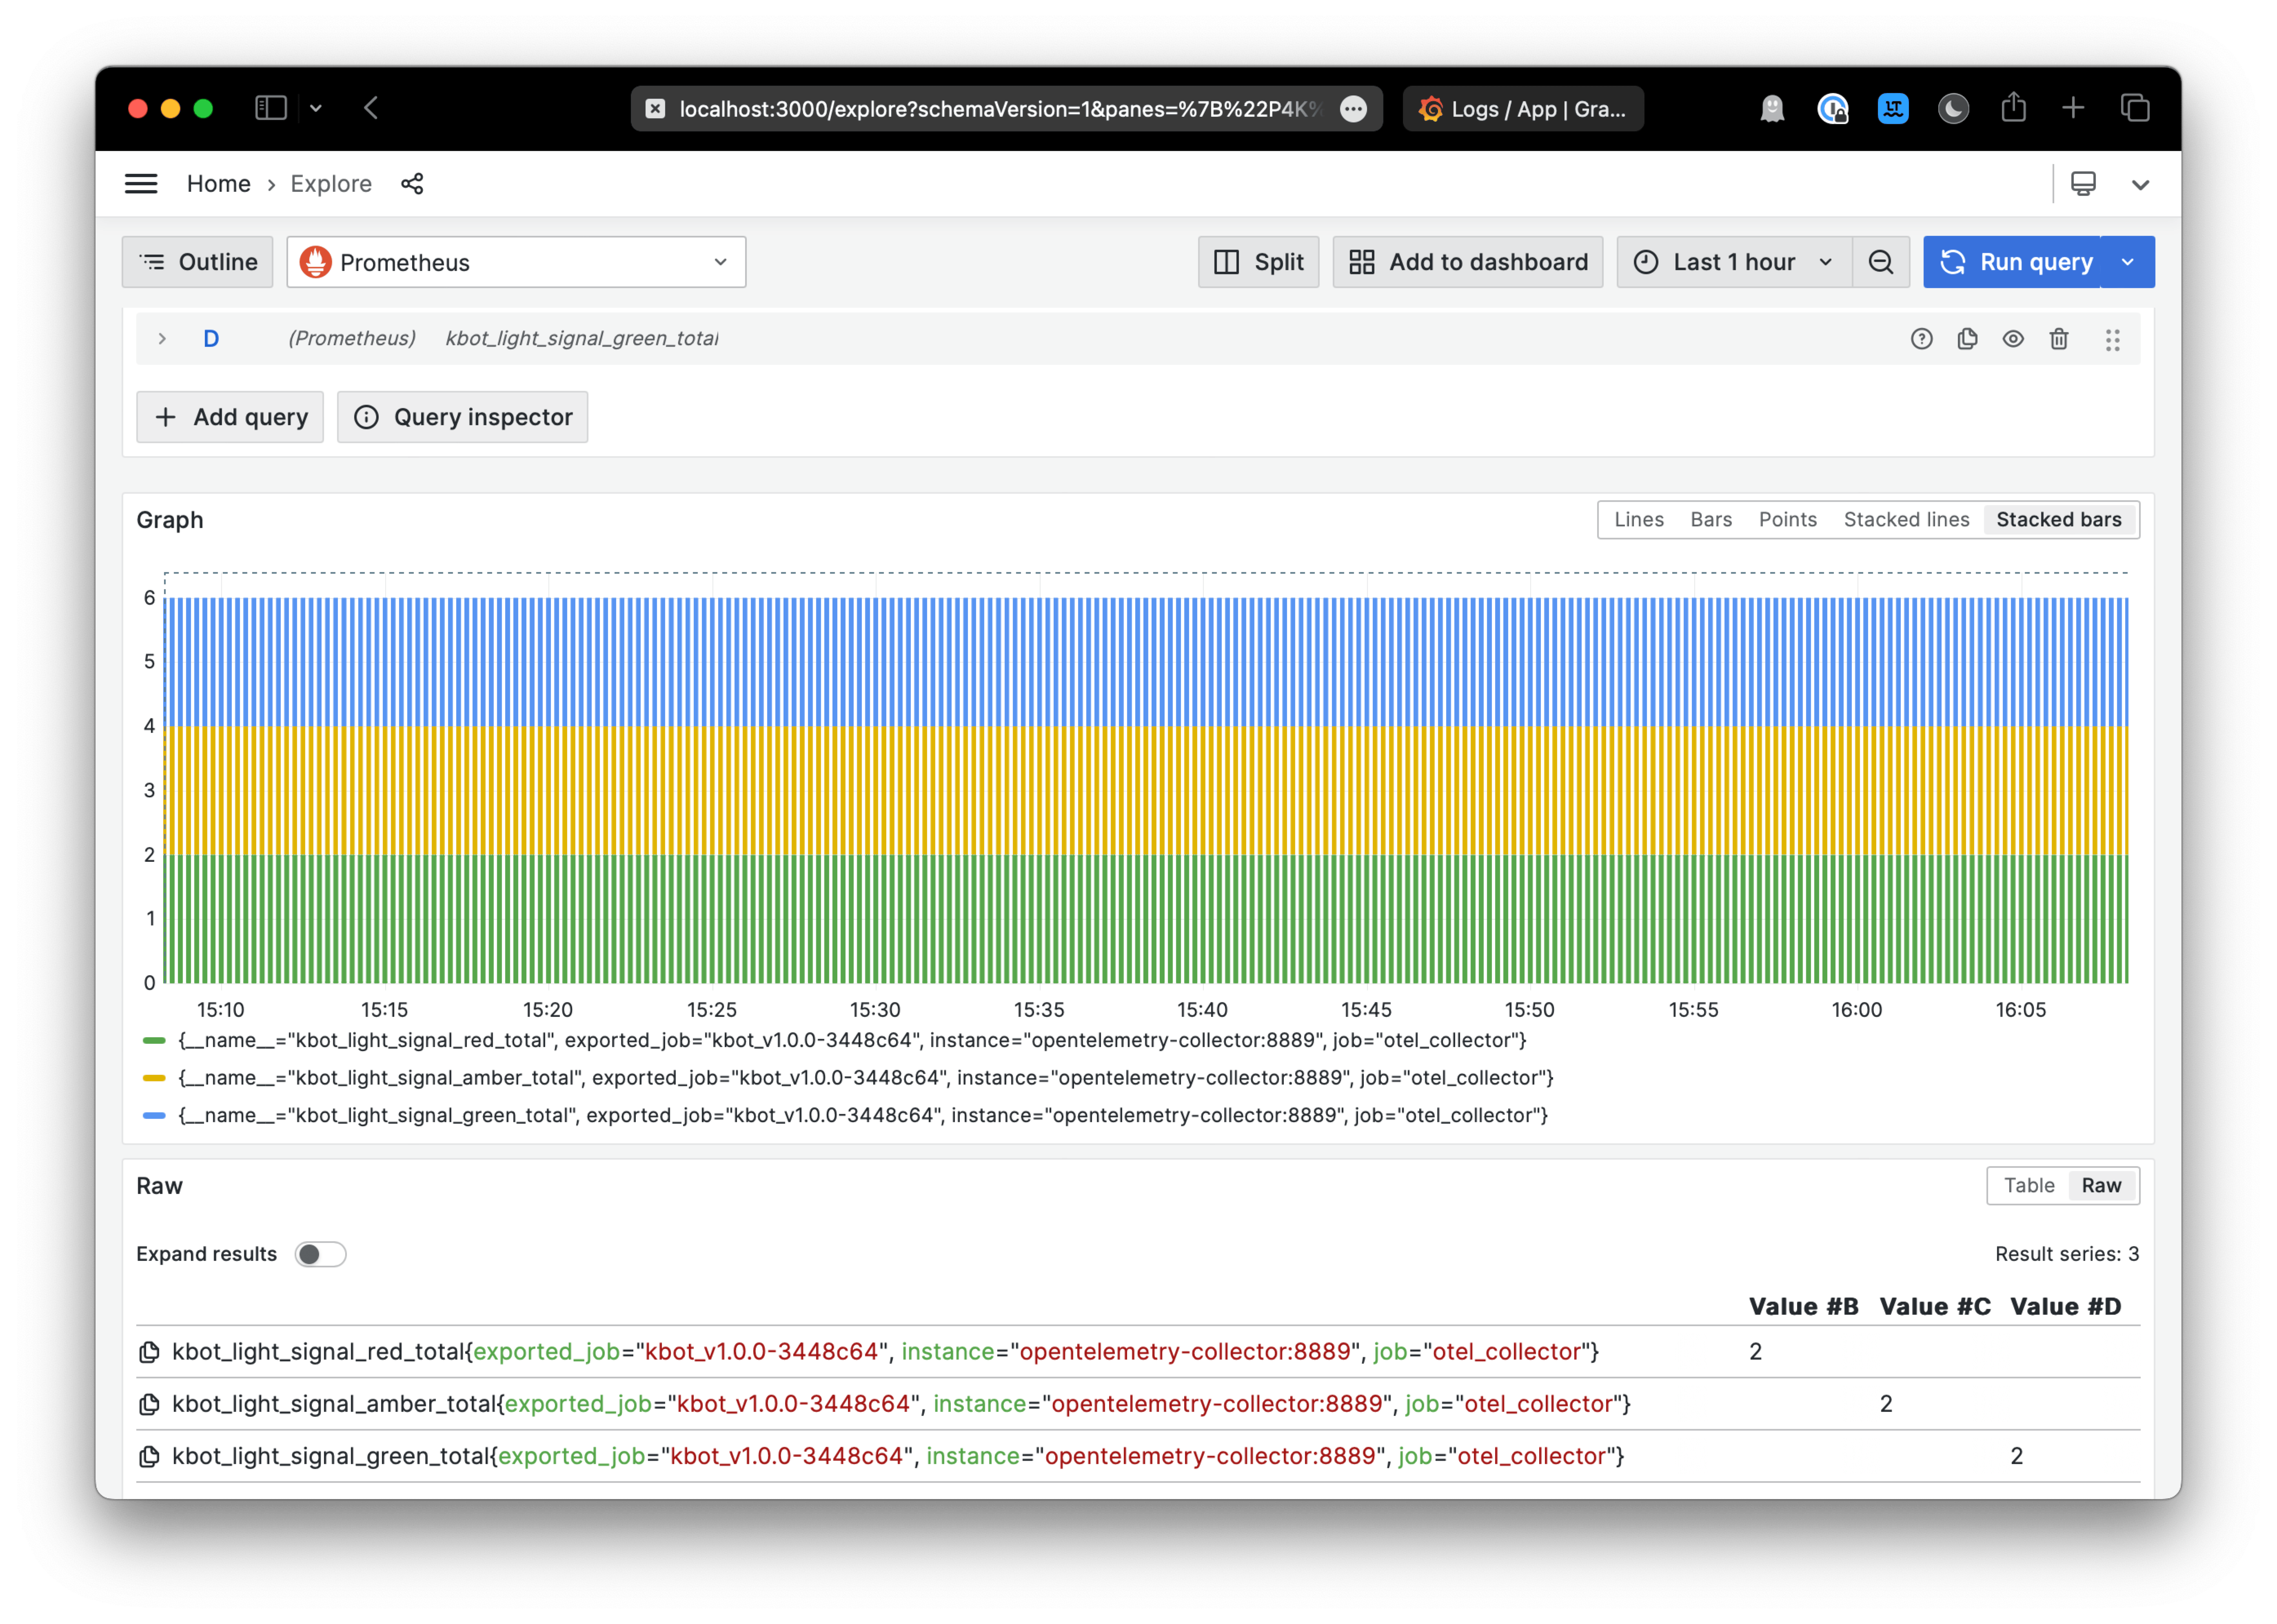 localhost:3000/explore?schemaVersion=1&panes=%7B%22P4K%
Logs / App | Gra...
Home › Explore
Outline
Prometheus
Split
Add to dashboard
Last 1 hour
Run query
D (Prometheus) kbot_light_signal_green_total
+ Add query
Query inspector
Graph
Lines Bars Points Stacked lines Stacked bars
6
5
4
3
2
1
0
15:10 15:15 15:20 15:25 15:30 15:35 15:40 15:45 15:50 15:55 16:00 16:05
{__name__="kbot_light_signal_red_total", exported_job="kbot_v1.0.0-3448c64", instance="opentelemetry-collector:8889", job="otel_collector"}
{__name__="kbot_light_signal_amber_total", exported_job="kbot_v1.0.0-3448c64", instance="opentelemetry-collector:8889", job="otel_collector"}
{__name__="kbot_light_signal_green_total", exported_job="kbot_v1.0.0-3448c64", instance="opentelemetry-collector:8889", job="otel_collector"}
Raw
Table Raw
Expand results
Result series: 3
Value #B Value #C Value #D
kbot_light_signal_red_total{exported_job="kbot_v1.0.0-3448c64", instance="opentelemetry-collector:8889", job="otel_collector"} 2
kbot_light_signal_amber_total{exported_job="kbot_v1.0.0-3448c64", instance="opentelemetry-collector:8889", job="otel_collector"} 2
kbot_light_signal_green_total{exported_job="kbot_v1.0.0-3448c64", instance="opentelemetry-collector:8889", job="otel_collector"} 2